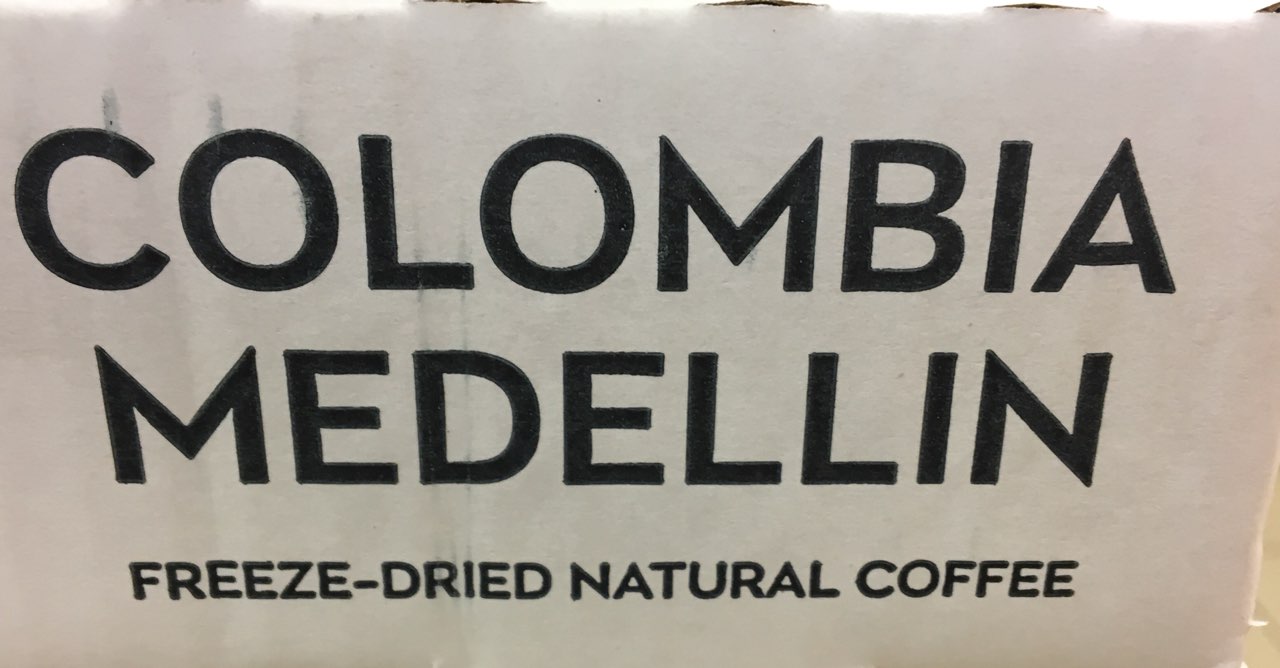 COLOMBIA
MEDELLIN
FREEZE-DRIED NATURAL COFFEE